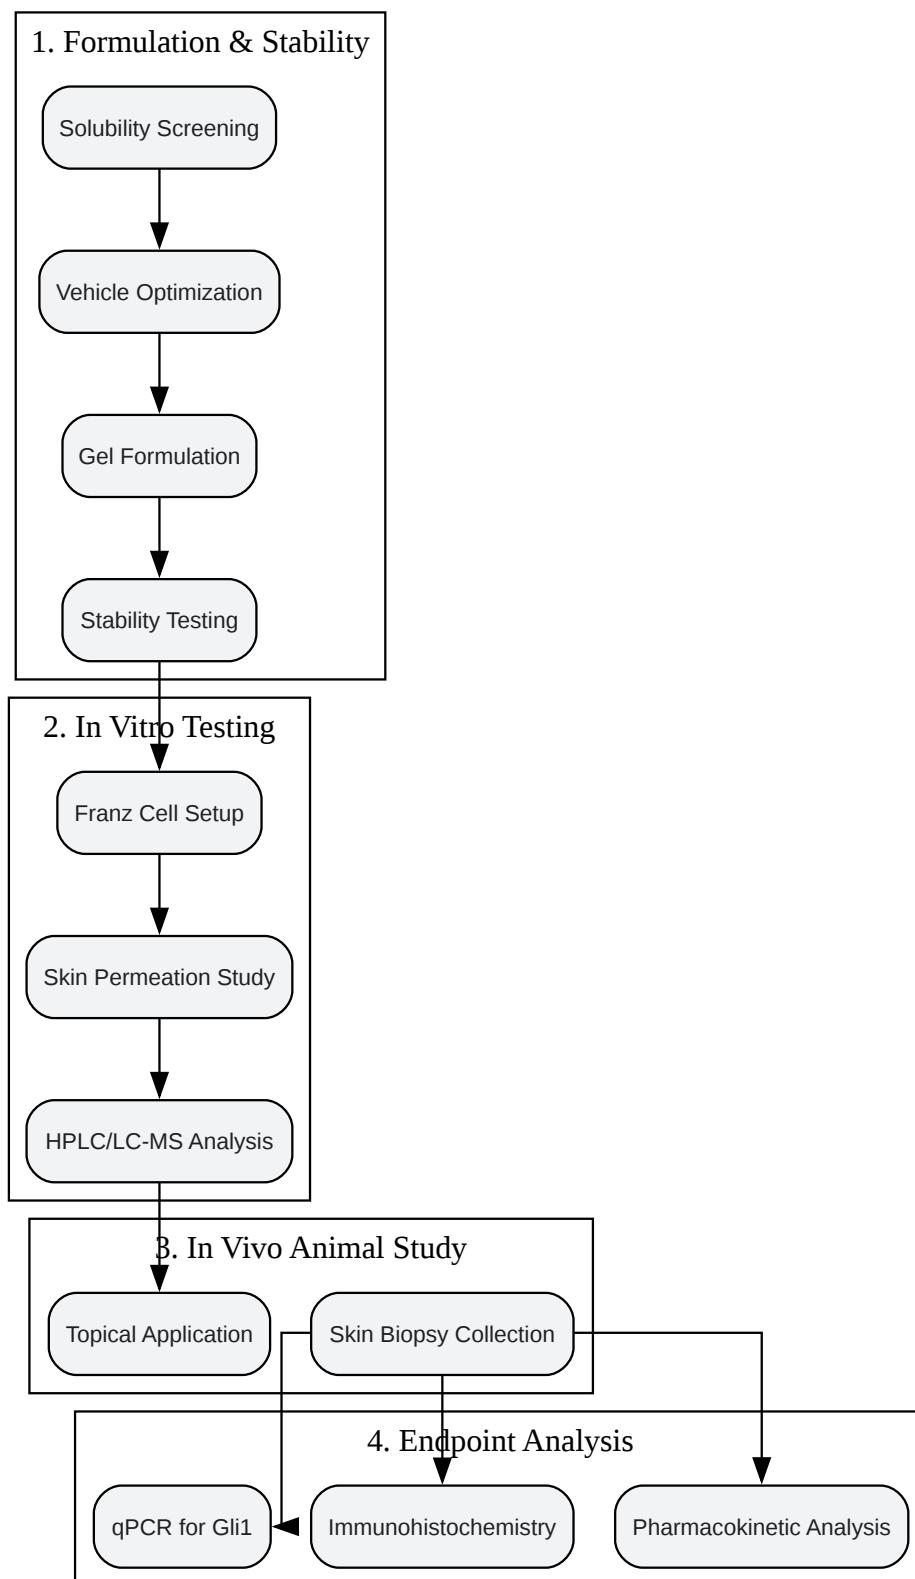 1. Formulation & Stability
Solubility Screening
Vehicle Optimization
Gel Formulation
Stability Testing
2. In Vitro Testing
Franz Cell Setup
Skin Permeation Study
HPLC/LC-MS Analysis
3. In Vivo Animal Study
Topical Application
Skin Biopsy Collection
4. Endpoint Analysis
qPCR for Gli1
Immunohistochemistry
Pharmacokinetic Analysis